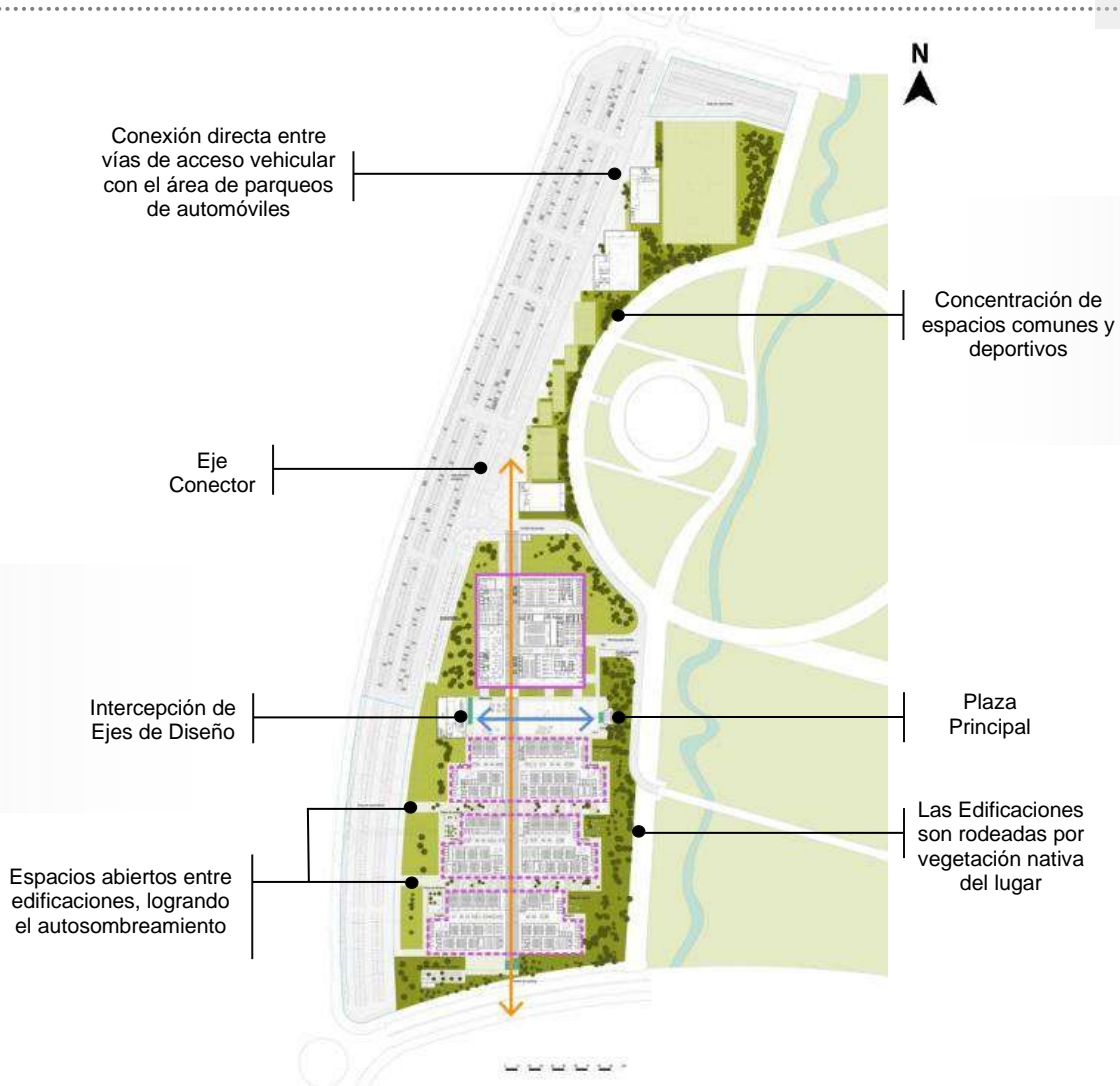 N
Conexión directa entre
vías de acceso vehicular
con el área de parqueos
de automóviles
Concentración de
espacios comunes y
deportivos
Eje
Conector
Intercepción de
Ejes de Diseño
Plaza
Principal
Las Edificaciones
son rodeadas por
vegetación nativa
del lugar
Espacios abiertos entre
edificaciones, logrando
el autosombreamiento